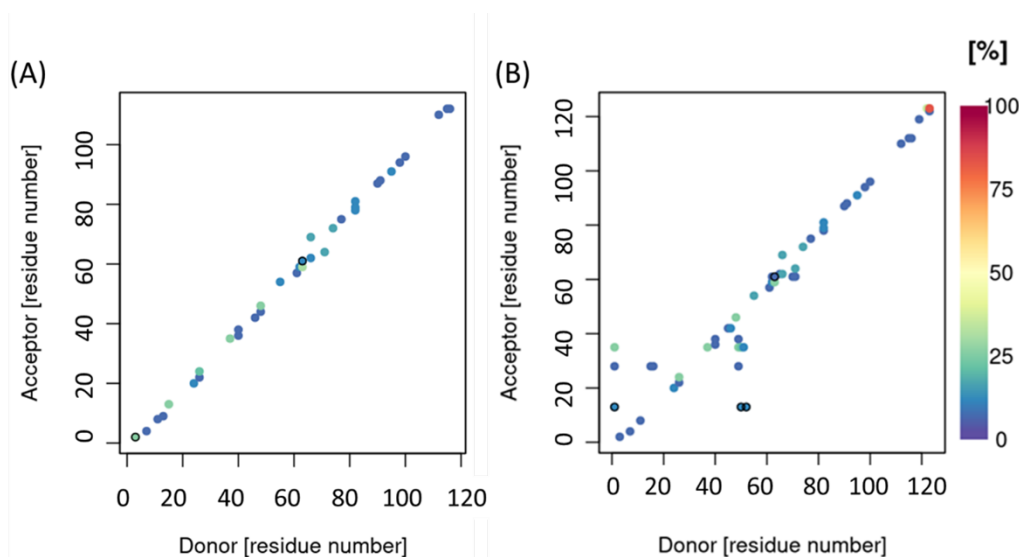 (A)
(B)
[%]
Acceptor [residue number]
0 20 40 60 80 100
0 20 40 60 80 100 120
Donor [residue number]
Acceptor [residue number]
0 20 40 60 80 100 120
0 20 40 60 80 100 120
Donor [residue number]
100
75
50
25
0